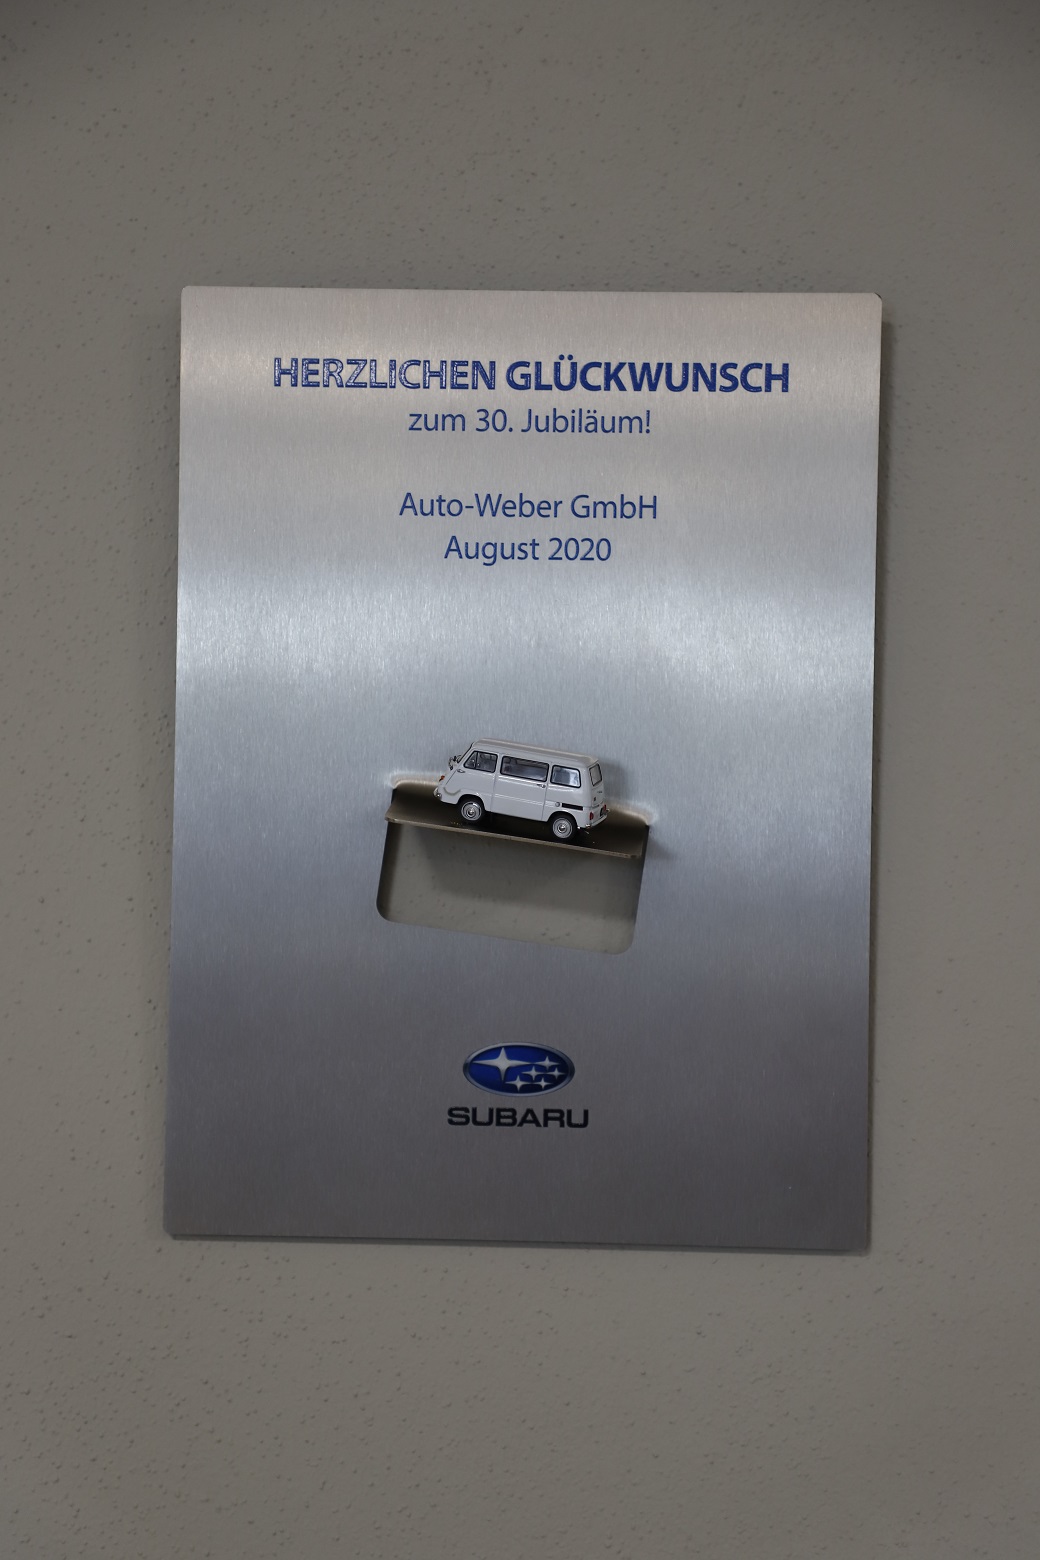 HERZLICHEN GLÜCKWUNSCH
zum 30. Jubiläum!
Auto-Weber GmbH
August 2020
SUBARU